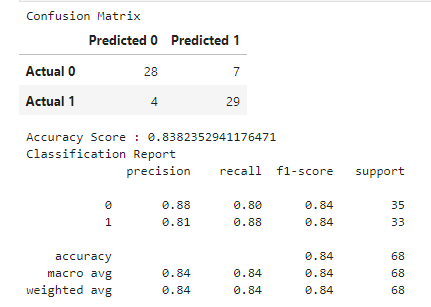 Confusion Matrix
Predicted 0 Predicted 1
Actual 0 28 7
Actual 1 4 29
Accuracy Score : 0.8382352941176471
Classification Report
precision recall f1-score support
0 0.88 0.80 0.84 35
1 0.81 0.88 0.84 33
accuracy 0.84 68
macro avg 0.84 0.84 0.84 68
weighted avg 0.84 0.84 0.84 68